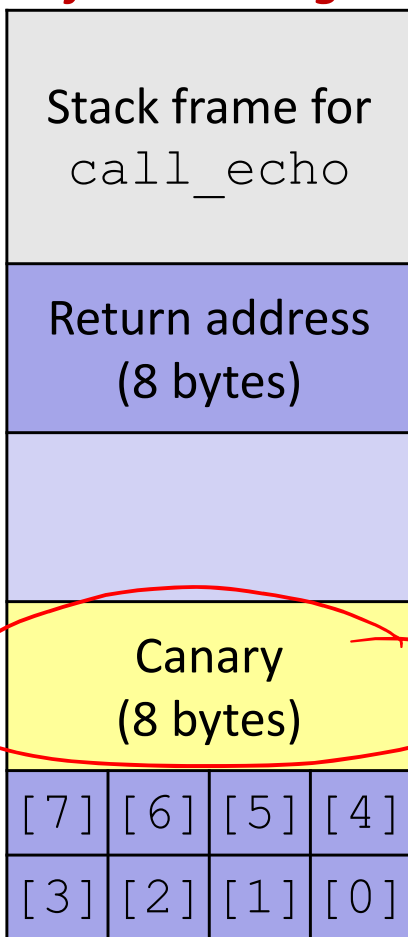 Stack frame for
call_echo
Return address
(8 bytes)
Canary
(8 bytes)
[7] [6] [5] [4]
[3] [2] [1] [0]